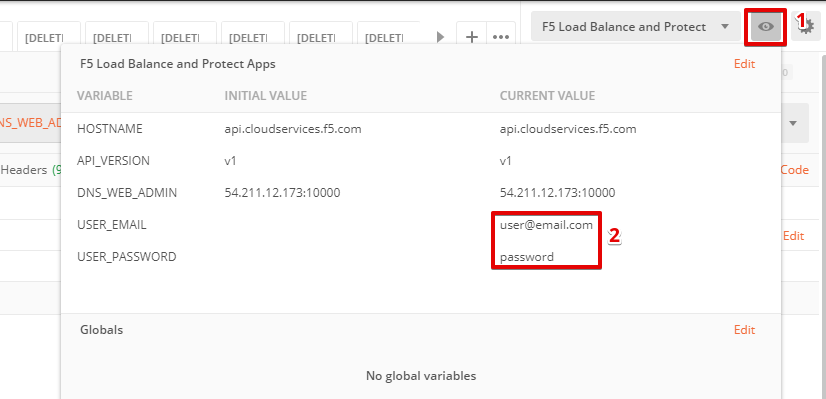 F5 Load Balance and Protect 1
[DELETI [DELETI [DELETI [DELETI [DELETI [DELETI + •••
F5 Load Balance and Protect Apps Edit
VARIABLE INITIAL VALUE CURRENT VALUE
HOSTNAME api.cloudservices.f5.com api.cloudservices.f5.com
NS_WEB_AD
API_VERSION v1 v1
Headers (9 Code
DNS_WEB_ADMIN 54.211.12.173:10000 54.211.12.173:10000
USER_EMAIL user@email.com 2
Edit
USER_PASSWORD password
Globals Edit
No global variables